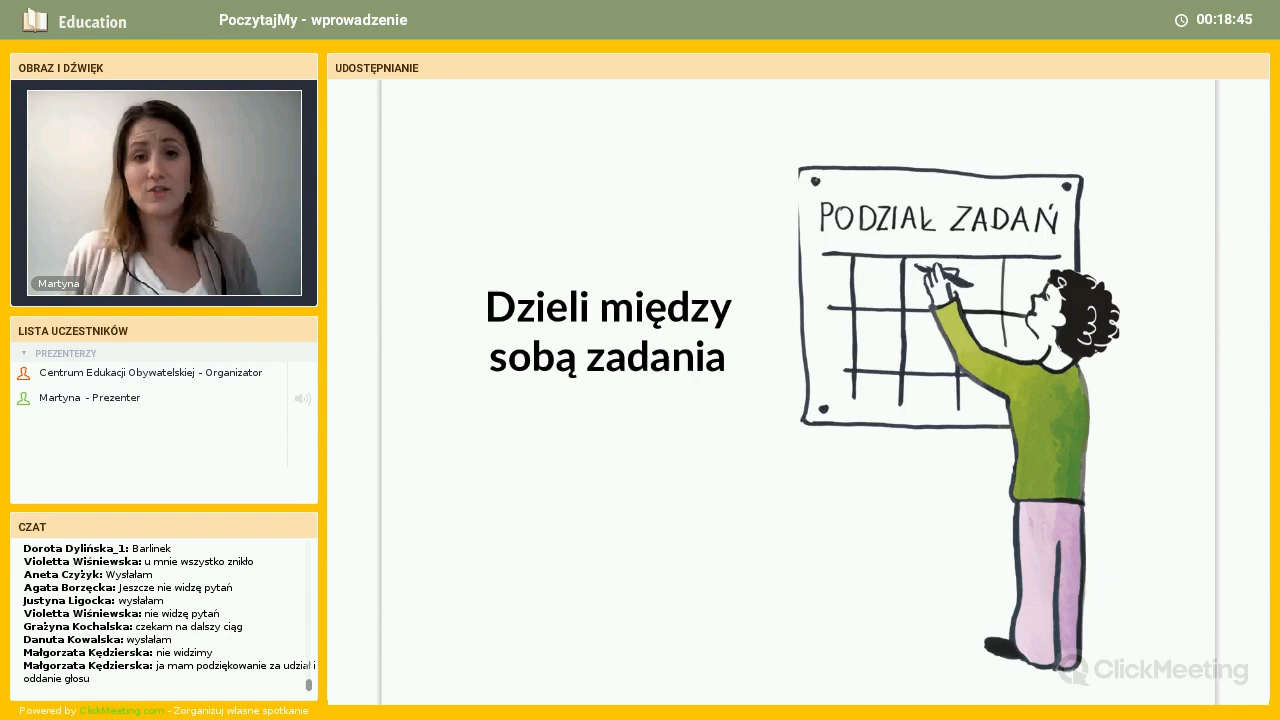 Education
PoczytajMy - wprowadzenie
00:18:45
OBRAZ I DŹWIĘK
Martyna
LISTA UCZESTNIKÓW
PREZENTERZY
Centrum Edukacji Obywatelskiej - Organizator
Martyna - Prezenter
CZAT
Dorota Dylińska_1: Barlinek
Violetta Wiśniewska: u mnie wszystko znikło
Aneta Czyżyk: Wysłałam
Agata Borzęcka: Jeszcze nie widzę pytań
Justyna Ligocka: wysłałam
Violetta Wiśniewska: nie widzę pytań
Grażyna Kochalska: czekam na dalszy ciąg
Danuta Kowalska: wysłałam
Małgorzata Kędzierska: nie widzimy
Małgorzata Kędzierska: ja mam podziękowanie za udział i
oddanie głosu
Powered by ClickMeeting.com - Zorganizuj własne spotkanie
UDOSTĘPNIANIE
Dzieli między
sobą zadania
PODZIAŁ ZADAŃ
ClickMeeting